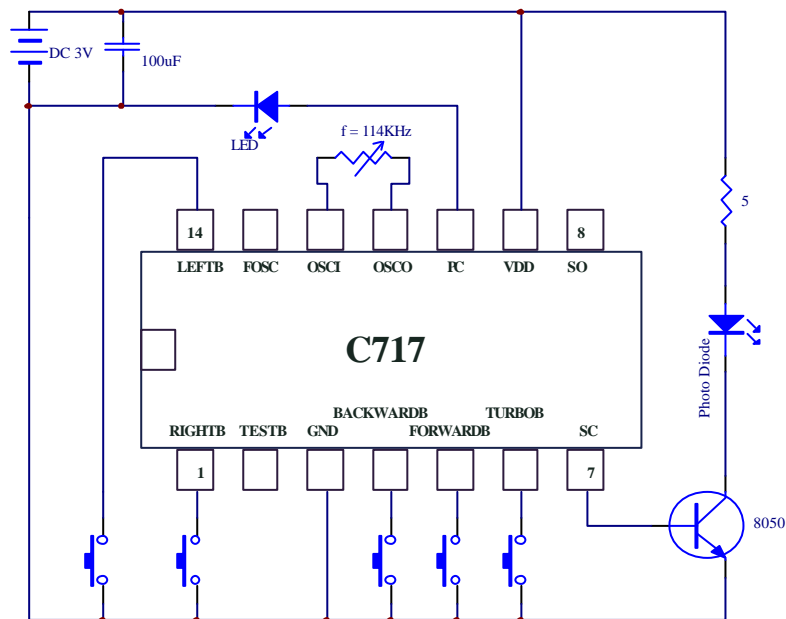 DC 3V
100uF
LED
f = 114KHz
5
14
8
LEFTB FOSC OSCI OSCO PC VDD SO
C717
Photo Diode
BACKWARDB TURBOB
RIGHTB TESTB GND FORWARDB SC
1
7
8050